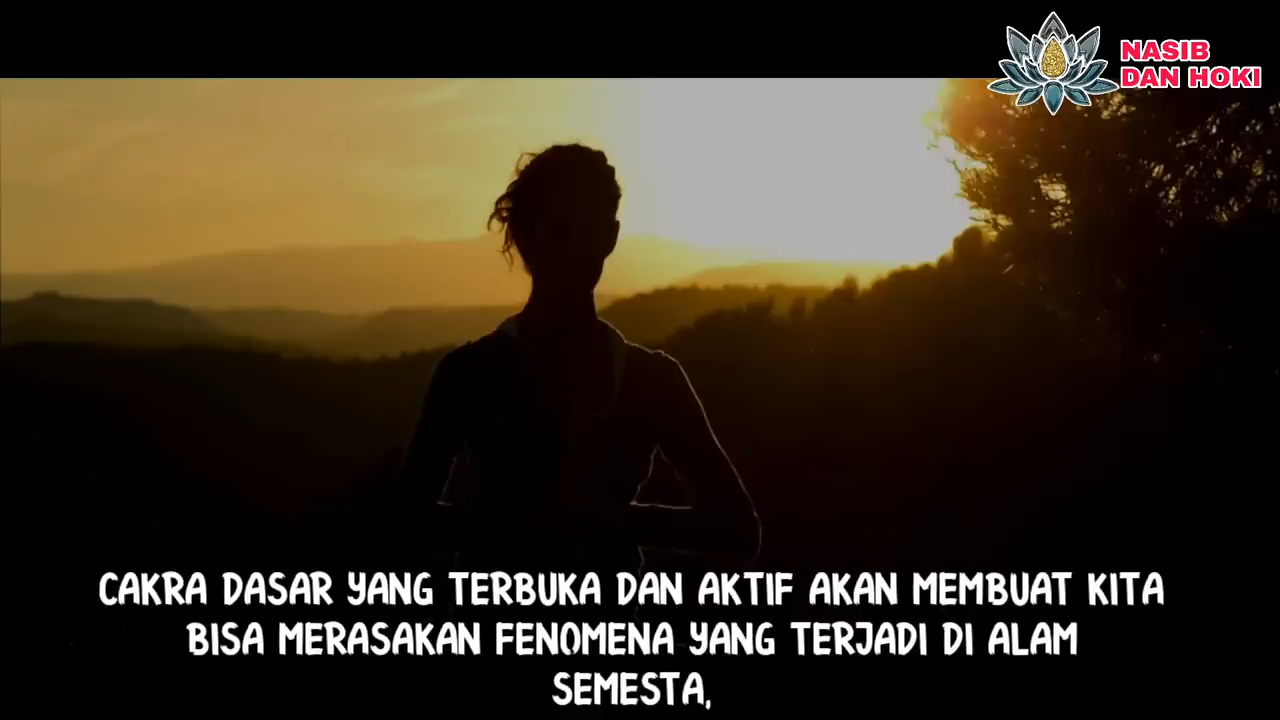 NASIB
DAN HOKI
CAKRA DASAR YANG TERBUKA DAN AKTIF AKAN MEMBUAT KITA
BISA MERASAKAN FENOMENA YANG TERJADI DI ALAM
SEMESTA,